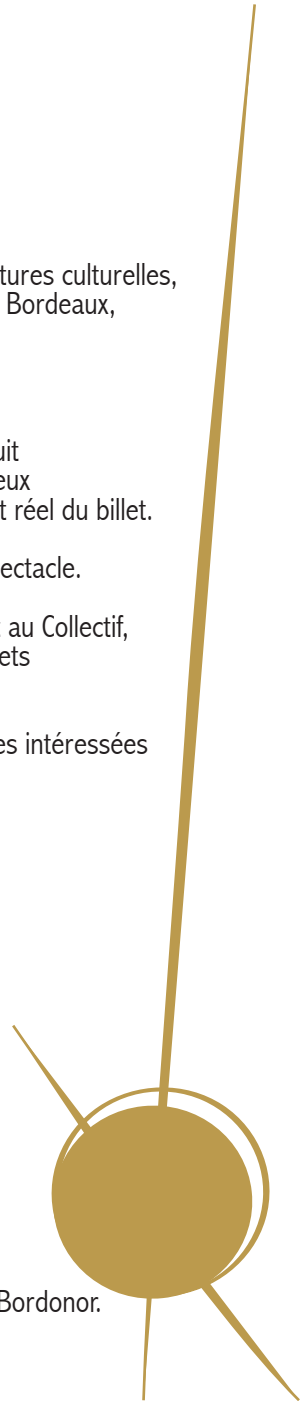 tures culturelles,
Bordeaux,
uit
eux
t réel du billet.
ectacle.
au Collectif,
ets
es intéressées
Bordonor.